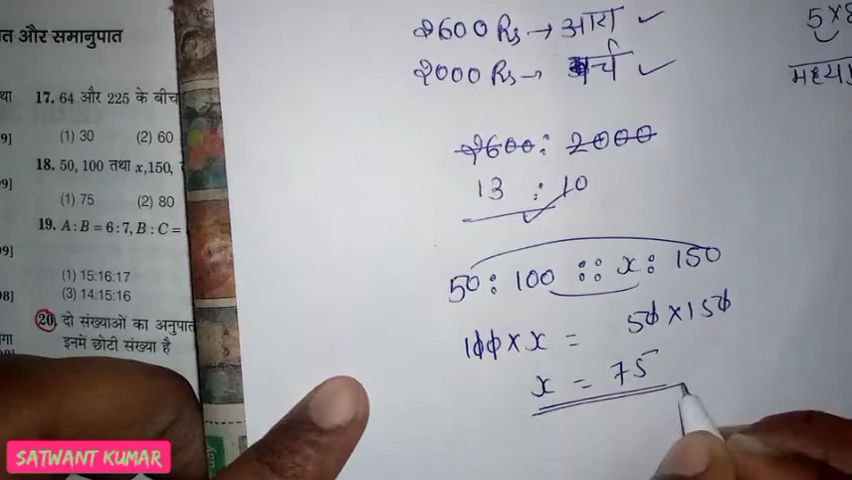 और समानुपात
17. 64 और 225 के बीच
(1) 30 (2) 60
18. 50, 100 तथा x, 150,
(1) 75 (2) 80
19. A:B = 6:7, B:C =
(1) 15:16:17
(3) 14:15:16
20. दो संख्याओं का अनुपात
इनमें छोटी संख्या है
2600 Rs → आय ✓
2000 Rs → खर्च ✓
2600 : 2000
13 : 10
50 : 100 :: x : 150
100 × x = 50 × 150
x = 75
5 ×
SATWANT KUMAR